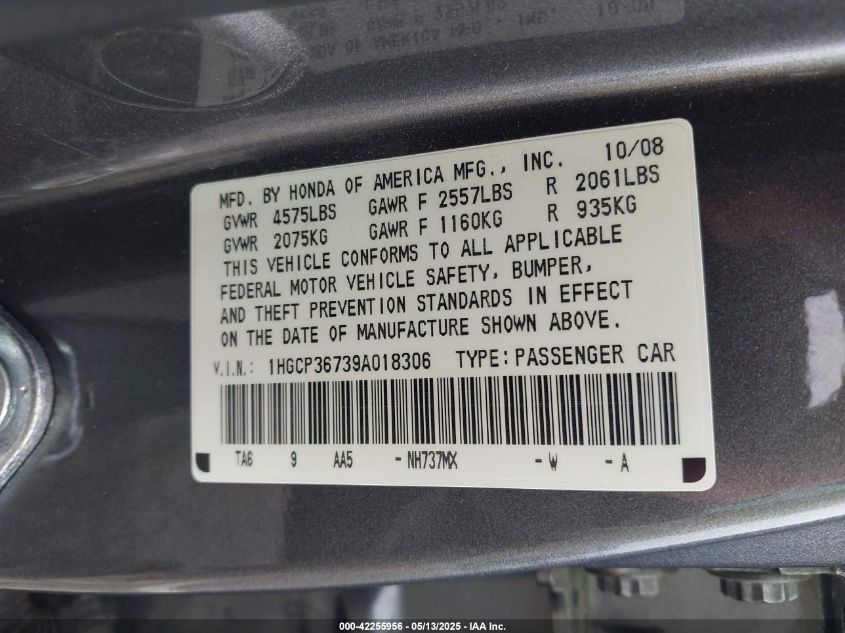 MFD. BY HONDA OF AMERICA MFG., INC. 10/08
GVWR 4575LBS GAWR F 2557LBS R 2061LBS
GVWR 2075KG GAWR F 1160KG R 935KG
THIS VEHICLE CONFORMS TO ALL APPLICABLE
FEDERAL MOTOR VEHICLE SAFETY, BUMPER,
AND THEFT PREVENTION STANDARDS IN EFFECT
ON THE DATE OF MANUFACTURE SHOWN ABOVE.
V.I.N.: 1HGCP36739A018306 TYPE: PASSENGER CAR
TA6 9 AA5 - NH737MX - W - A
000-42255956 - 05/13/2025 - IAA Inc.